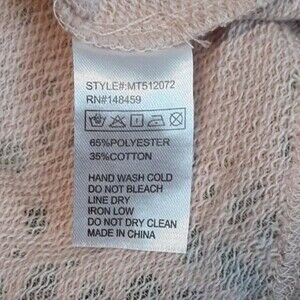 STYLE#:MT512072
RN#148459
65%POLYESTER
35%COTTON
HAND WASH COLD
DO NOT BLEACH
LINE DRY
IRON LOW
DO NOT DRY CLEAN
MADE IN CHINA